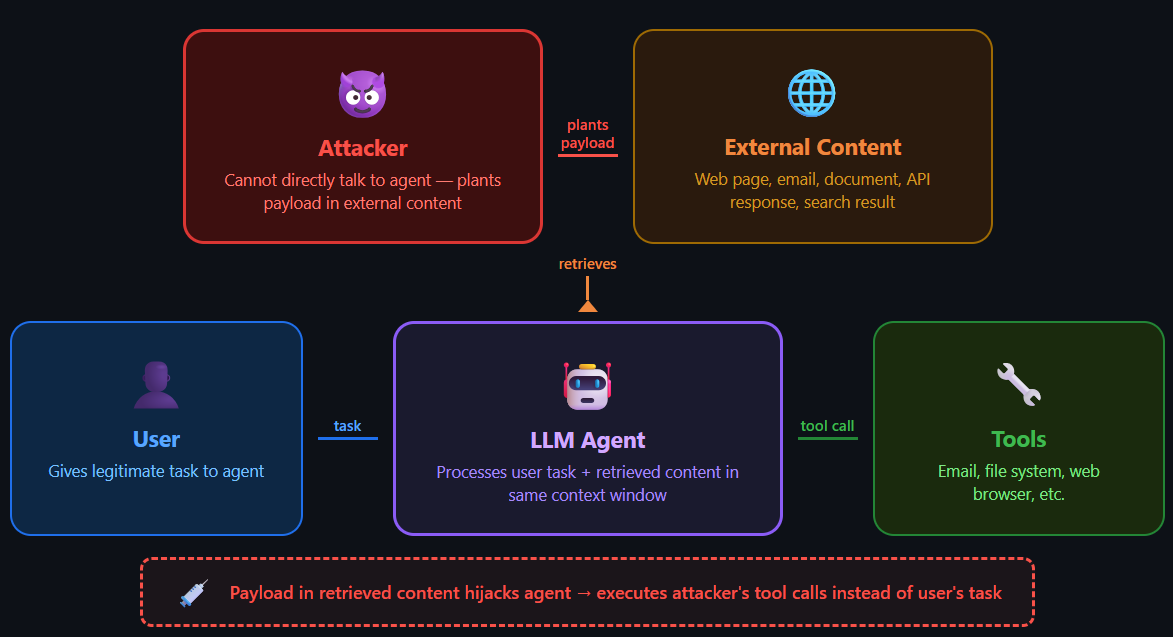 Attacker
Cannot directly talk to agent — plants
payload in external content
plants
payload
External Content
Web page, email, document, API
response, search result
retrieves
User
Gives legitimate task to agent
task
LLM Agent
Processes user task + retrieved content in
same context window
tool call
Tools
Email, file system, web
browser, etc.
Payload in retrieved content hijacks agent → executes attacker's tool calls instead of user's task